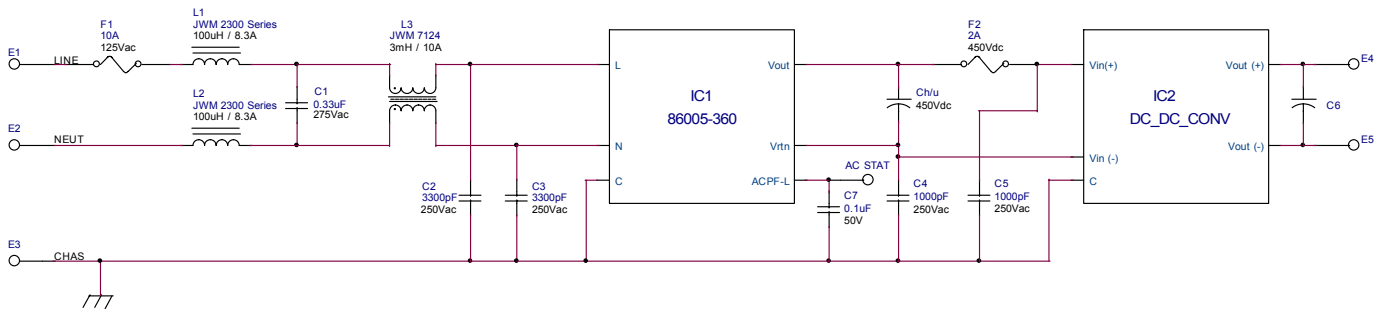 F1
10A
125Vac
L1
JWM 2300 Series
100uH / 8.3A
L3
JWM 7124
3mH / 10A
F2
2A
450Vdc
E1
LINE
L
Vout
Vin(+)
Vout (+)
E4
C1
0.33uF
275Vac
IC1
86005-360
Ch/u
450Vdc
IC2
DC_DC_CONV
C6
L2
JWM 2300 Series
100uH / 8.3A
E2
NEUT
N
Vrtn
Vout (-)
E5
Vin (-)
AC STAT
C
ACPF-L
C
C2
3300pF
250Vac
C3
3300pF
250Vac
C7
0.1uF
50V
C4
1000pF
250Vac
C5
1000pF
250Vac
E3
CHAS